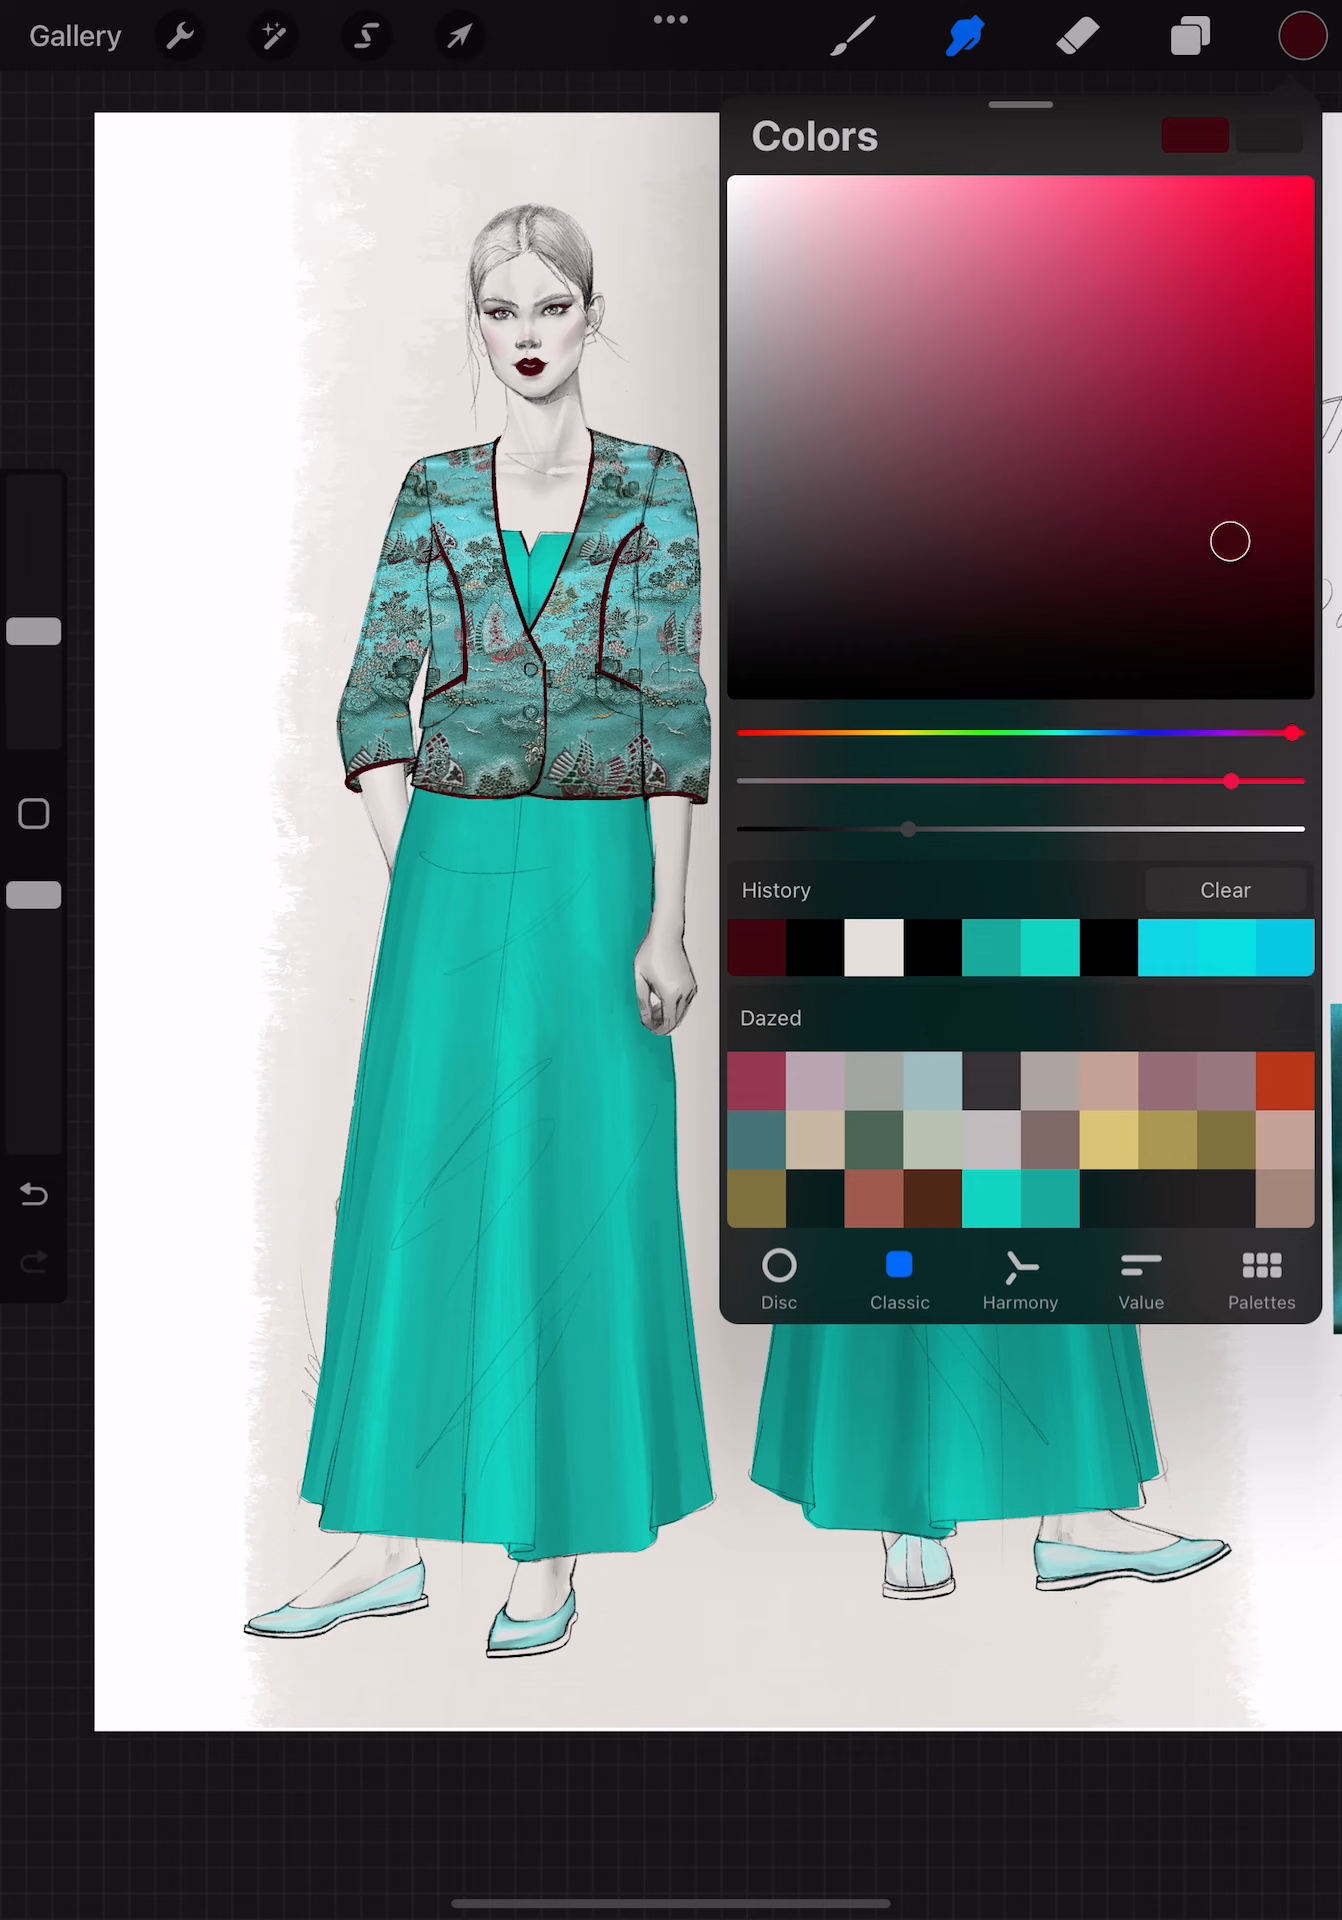 Gallery
Colors
History
Clear
Dazed
Disc
Classic
Harmony
Value
Palettes